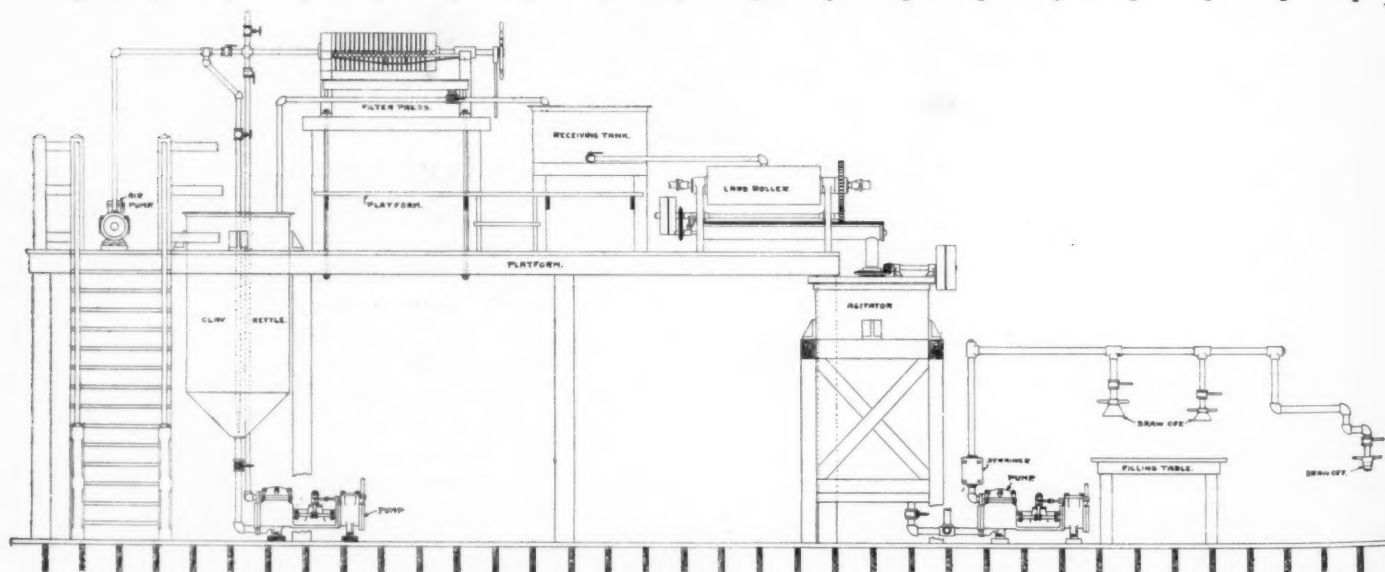 FILTER PRESS.
RECEIVING TANK.
LARD ROLLER.
AIR
PUMP
PLATFORM.
PLATFORM.
AGITATOR
CLAY KETTLE.
DRAW OFF.
STRAINER
PUMP
FILLING TABLE.
DRAW OFF.
PUMP